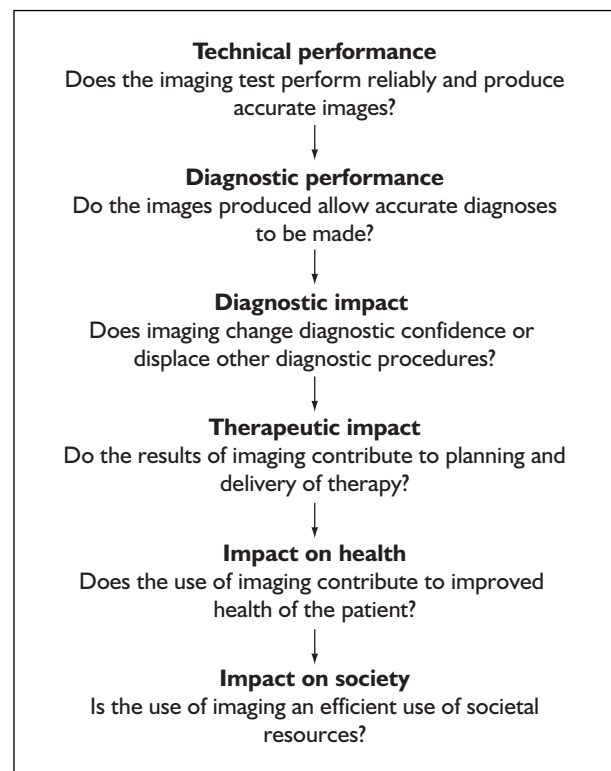 Technical performance
Does the imaging test perform reliably and produce
accurate images?
Diagnostic performance
Do the images produced allow accurate diagnoses
to be made?
Diagnostic impact
Does imaging change diagnostic confidence or
displace other diagnostic procedures?
Therapeutic impact
Do the results of imaging contribute to planning and
delivery of therapy?
Impact on health
Does the use of imaging contribute to improved
health of the patient?
Impact on society
Is the use of imaging an efficient use of societal
resources?